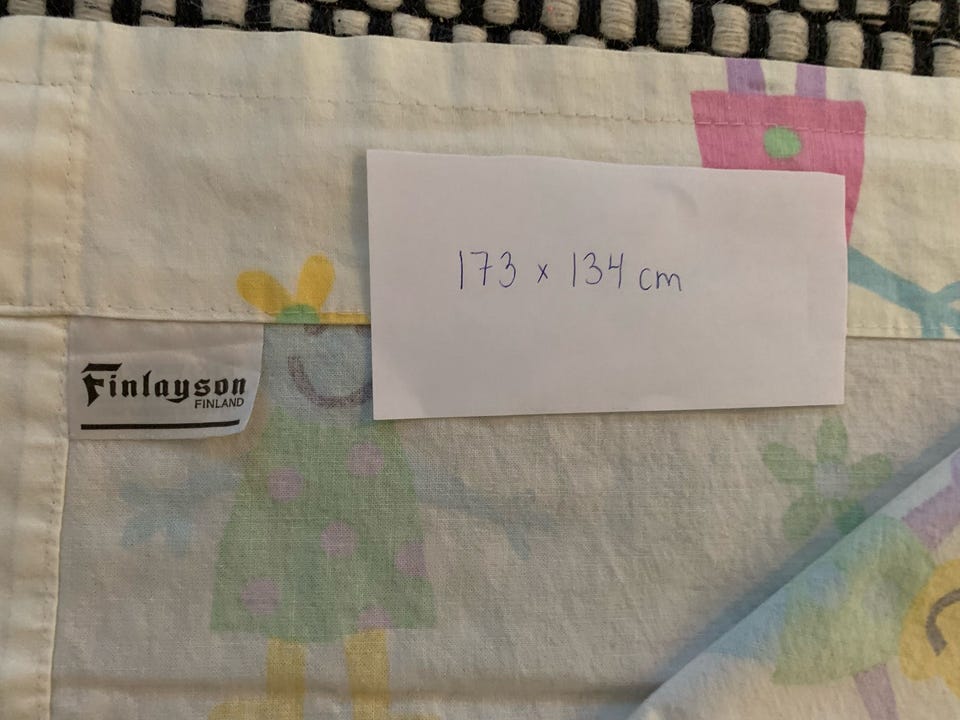 173 x 134 cm
Finlayson
FINLAND